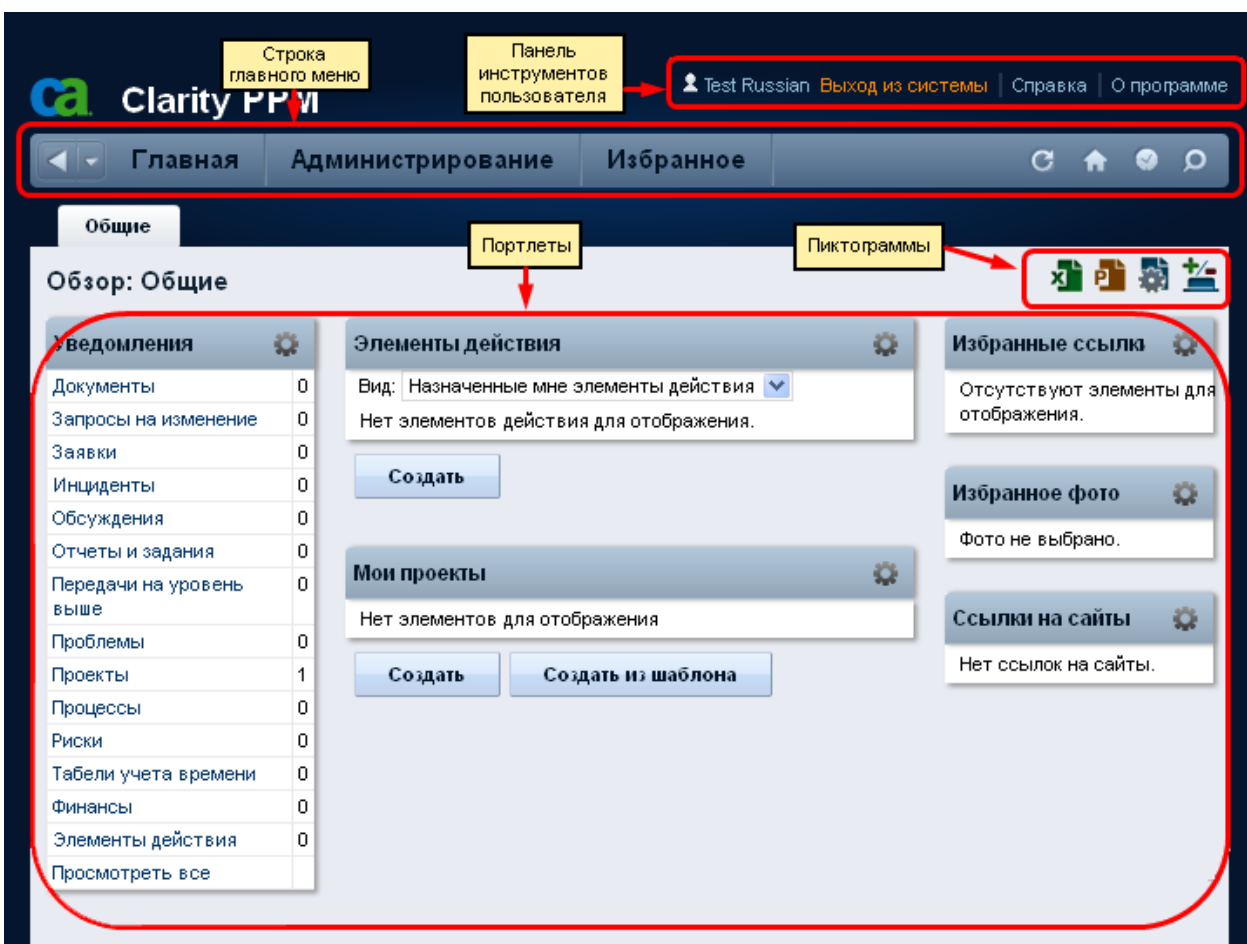 Строка
главного меню
Панель
инструментов
пользователя
Test Russian Выход из системы | Справка | О программе
ca Clarity PPM
Главная Администрирование Избранное
Общие
Портлеты
Пиктограммы
Обзор: Общие
Уведомления
Документы 0
Запросы на изменение 0
Заявки 0
Инциденты 0
Обсуждения 0
Отчеты и задания 0
Передачи на уровень 0
выше
Проблемы 0
Проекты 1
Процессы 0
Риски 0
Табели учета времени 0
Финансы 0
Элементы действия 0
Просмотреть все
Элементы действия
Вид: Назначенные мне элементы действия
Нет элементов действия для отображения.
Создать
Мои проекты
Нет элементов для отображения
Создать Создать из шаблона
Избранные ссылки
Отсутствуют элементы для
отображения.
Избранное фото
Фото не выбрано.
Ссылки на сайты
Нет ссылок на сайты.